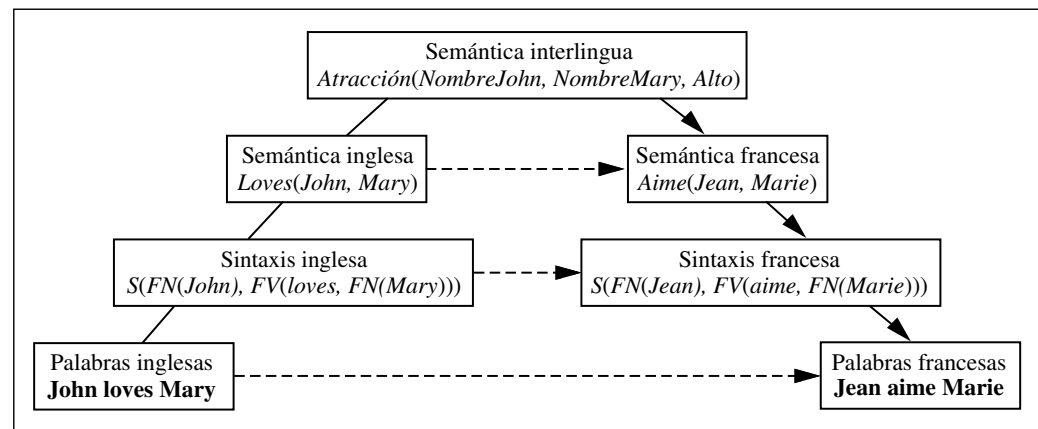 Semántica interlingua
Atracción(NombreJohn, NombreMary, Alto)
Semántica inglesa
Loves(John, Mary)
Semántica francesa
Aime(Jean, Marie)
Sintaxis inglesa
S(FN(John), FV(loves, FN(Mary)))
Sintaxis francesa
S(FN(Jean), FV(aime, FN(Marie)))
Palabras inglesas
John loves Mary
Palabras francesas
Jean aime Marie